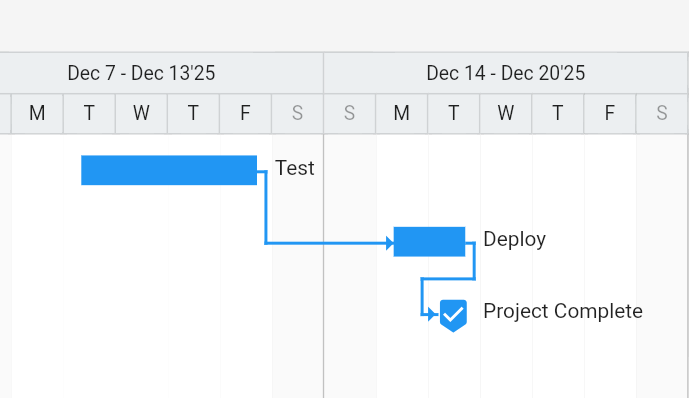 Dec 7 - Dec 13'25 Dec 14 - Dec 20'25
M T W T F S S M T W T F S
Test
Deploy
Project Complete